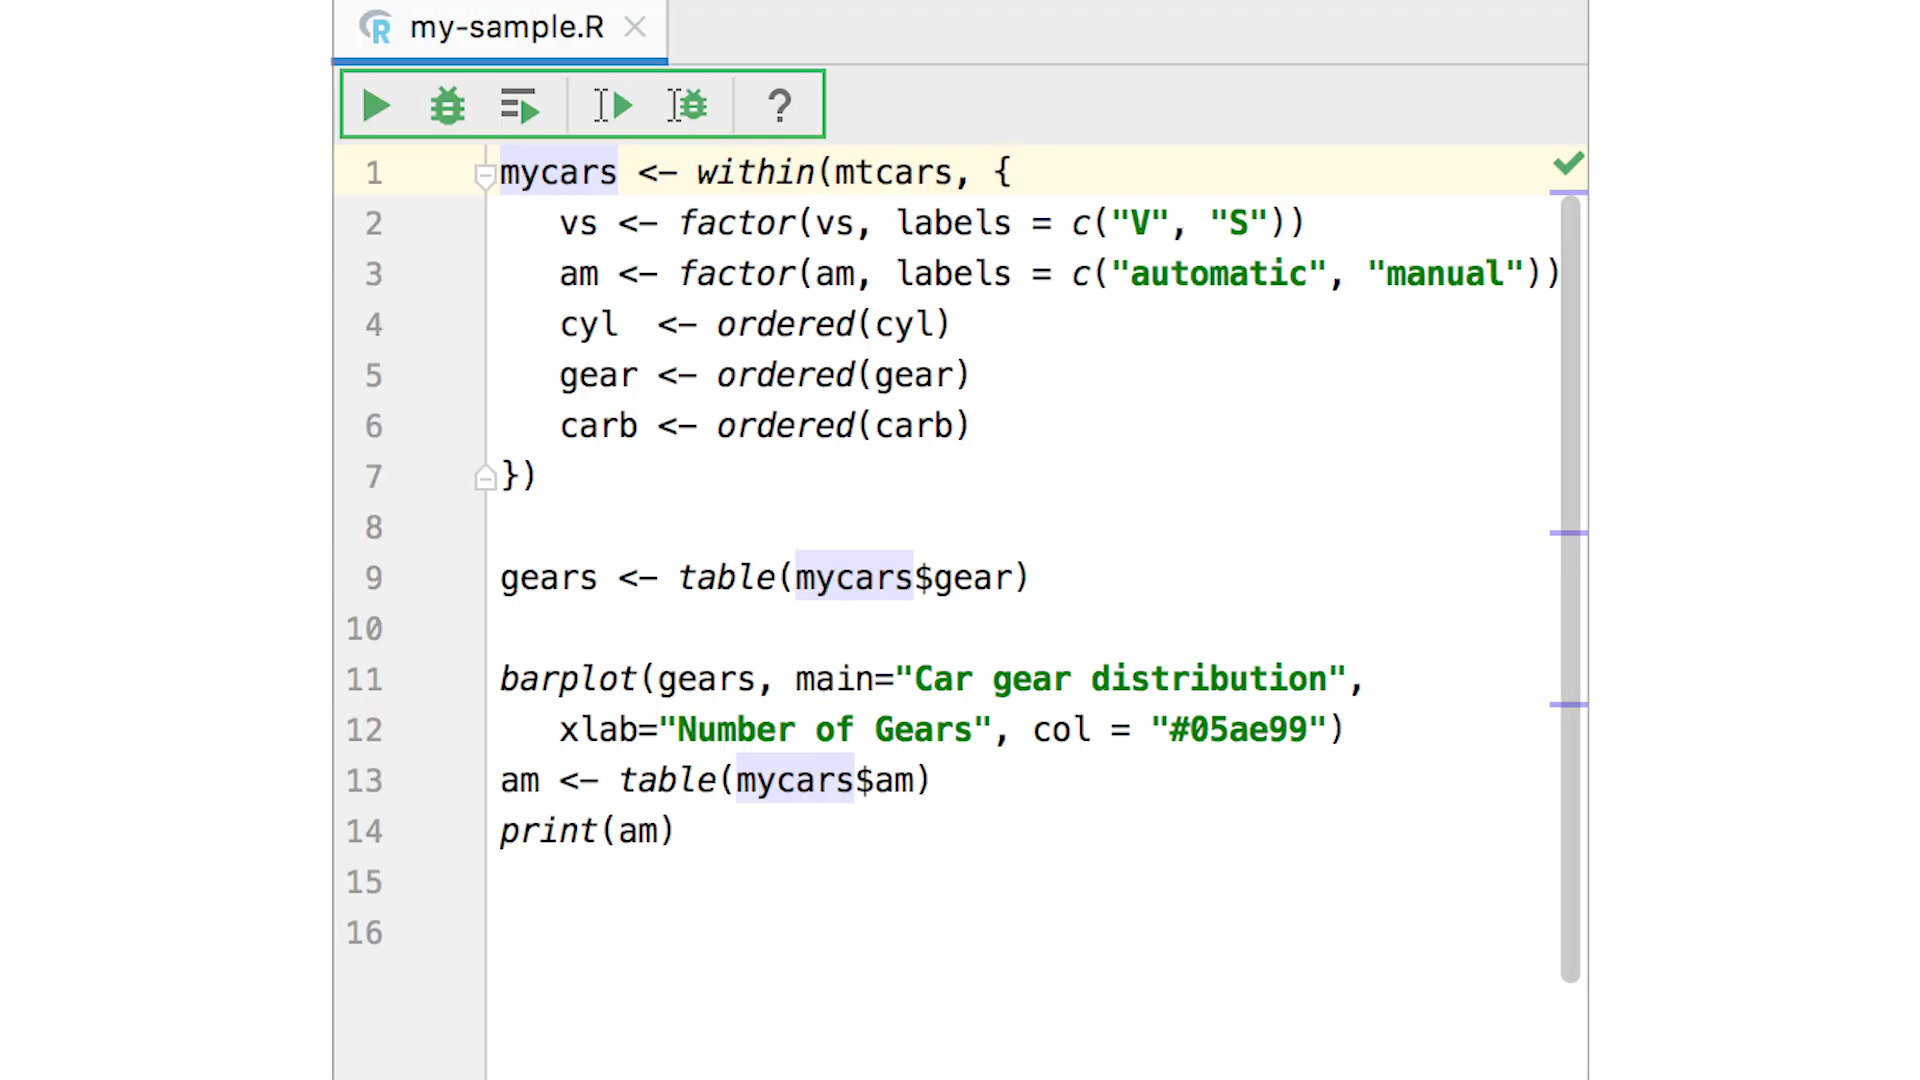 my-sample.R
?
1 mycars <- within(mtcars, {
2 vs <- factor(vs, labels = c("V", "S"))
3 am <- factor(am, labels = c("automatic", "manual"))
4 cyl  <- ordered(cyl)
5 gear <- ordered(gear)
6 carb <- ordered(carb)
7 })
8
9 gears <- table(mycars$gear)
10
11 barplot(gears, main="Car gear distribution",
12 xlab="Number of Gears", col = "#05ae99")
13 am <- table(mycars$am)
14 print(am)
15
16